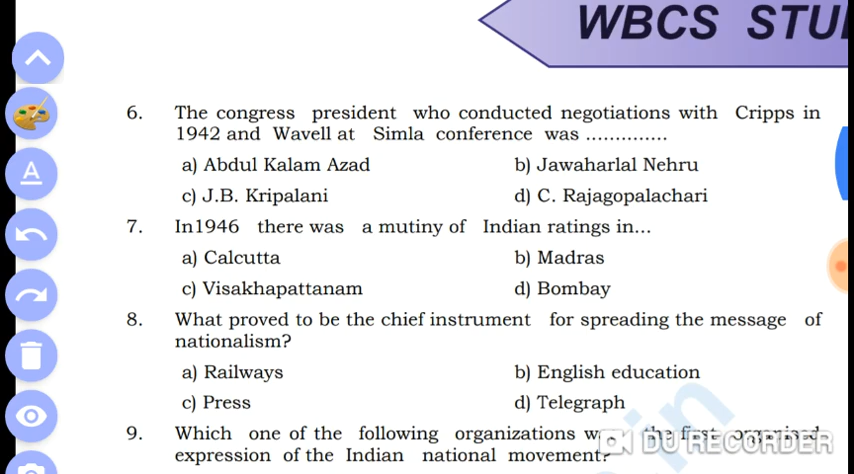 WBCS STU
6. The congress president who conducted negotiations with Cripps in
1942 and Wavell at Simla conference was ..............
a) Abdul Kalam Azad b) Jawaharlal Nehru
c) J.B. Kripalani d) C. Rajagopalachari
7. In1946 there was a mutiny of Indian ratings in...
a) Calcutta b) Madras
c) Visakhapattanam d) Bombay
8. What proved to be the chief instrument for spreading the message of
nationalism?
a) Railways b) English education
c) Press d) Telegraph
9. Which one of the following organizations the first organised
expression of the Indian national movement?
DU RECORDER
A